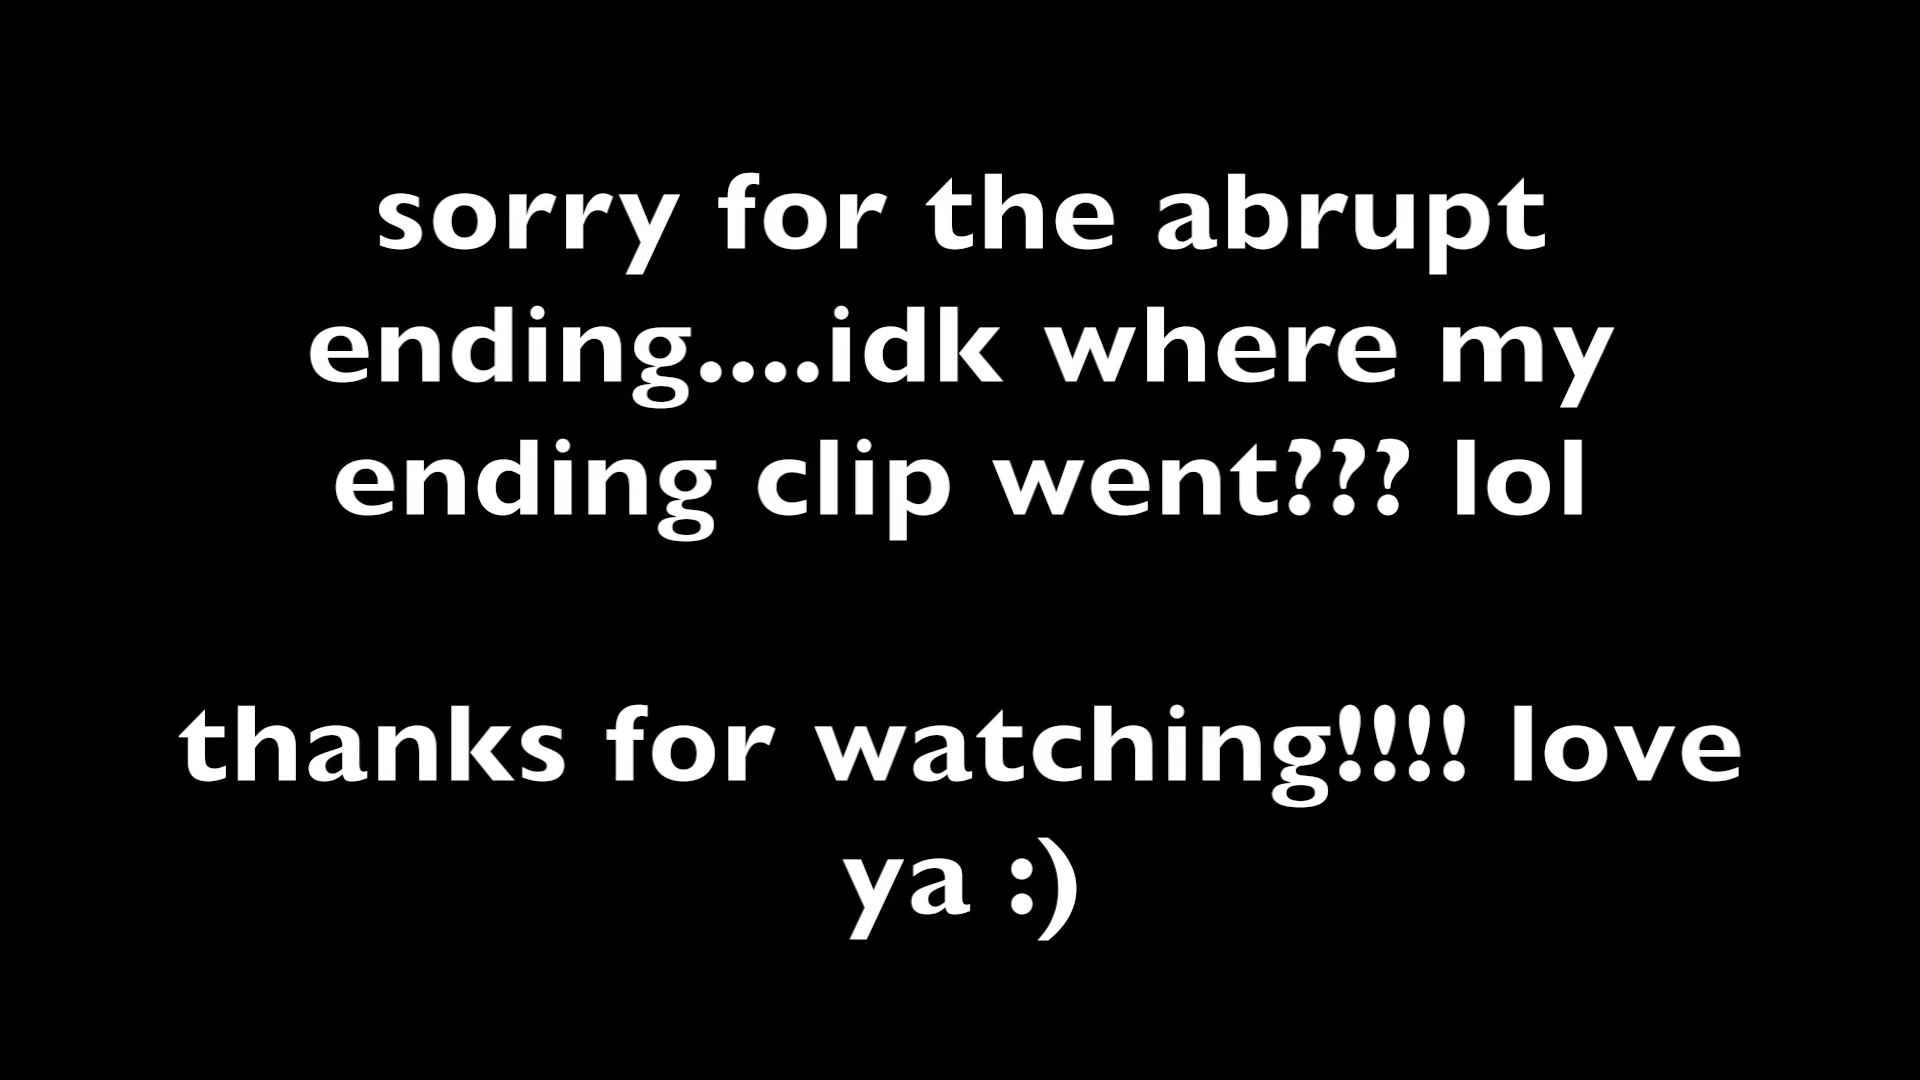 sorry for the abrupt
ending....idk where my
ending clip went??? lol
thanks for watching!!!! love
ya :)